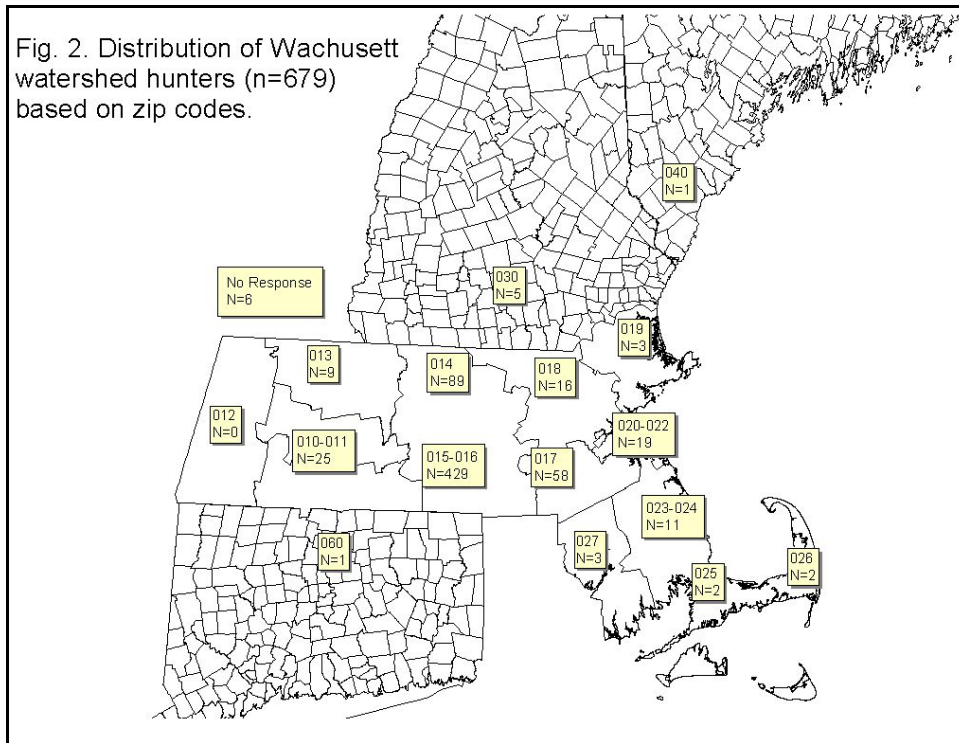 Fig. 2. Distribution of Wachusett
watershed hunters (n=679)
based on zip codes.
040
N=1
No Response
N=6
030
N=5
019
N=3
013
N=9
014
N=89
018
N=16
012
N=0
010-011
N=25
015-016
N=429
017
N=58
020-022
N=19
023-024
N=11
060
N=1
027
N=3
025
N=2
026
N=2